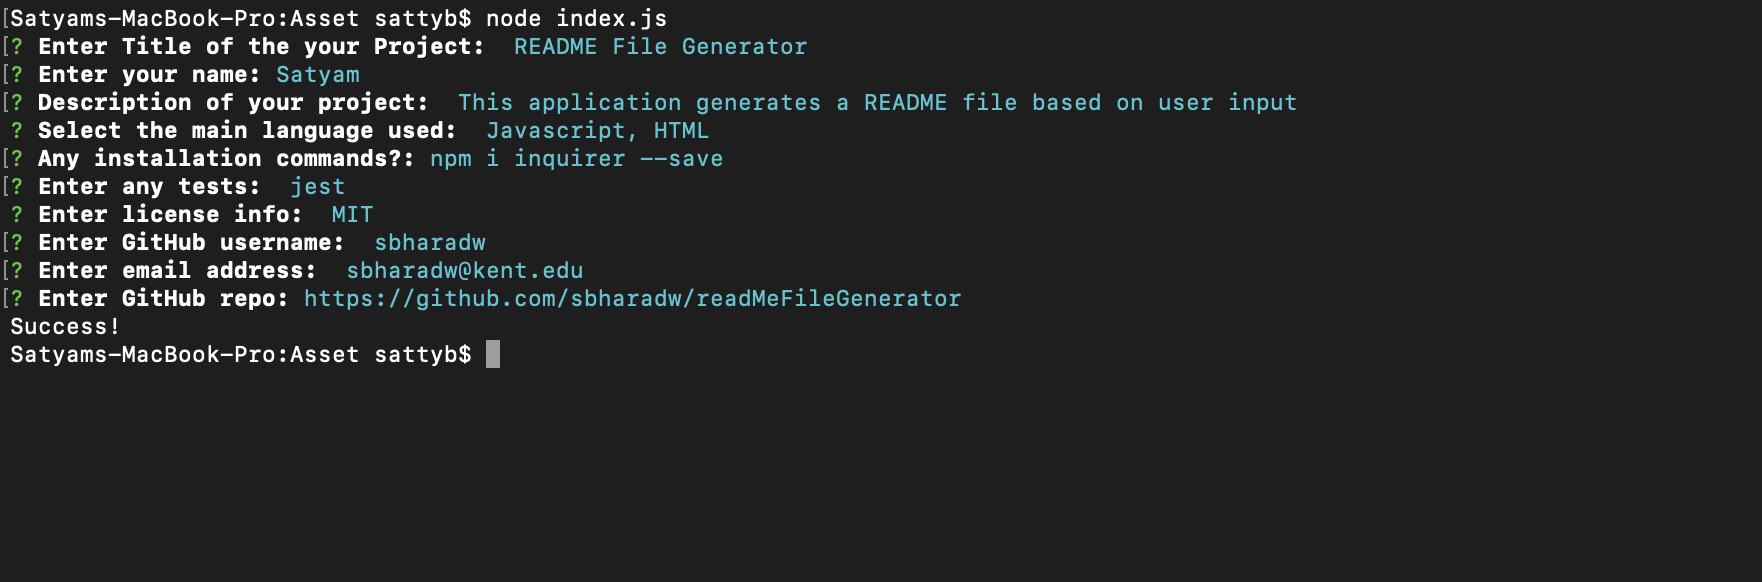 [Satyams-MacBook-Pro:Asset sattyb$ node index.js
[? Enter Title of the your Project:  README File Generator
[? Enter your name: Satyam
[? Description of your project:  This application generates a README file based on user input
? Select the main language used:  Javascript, HTML
[? Any installation commands?: npm i inquirer --save
[? Enter any tests:  jest
? Enter license info:  MIT
[? Enter GitHub username:  sbharadw
[? Enter email address:  sbharadw@kent.edu
[? Enter GitHub repo: https://github.com/sbharadw/readMeFileGenerator
Success!
Satyams-MacBook-Pro:Asset sattyb$